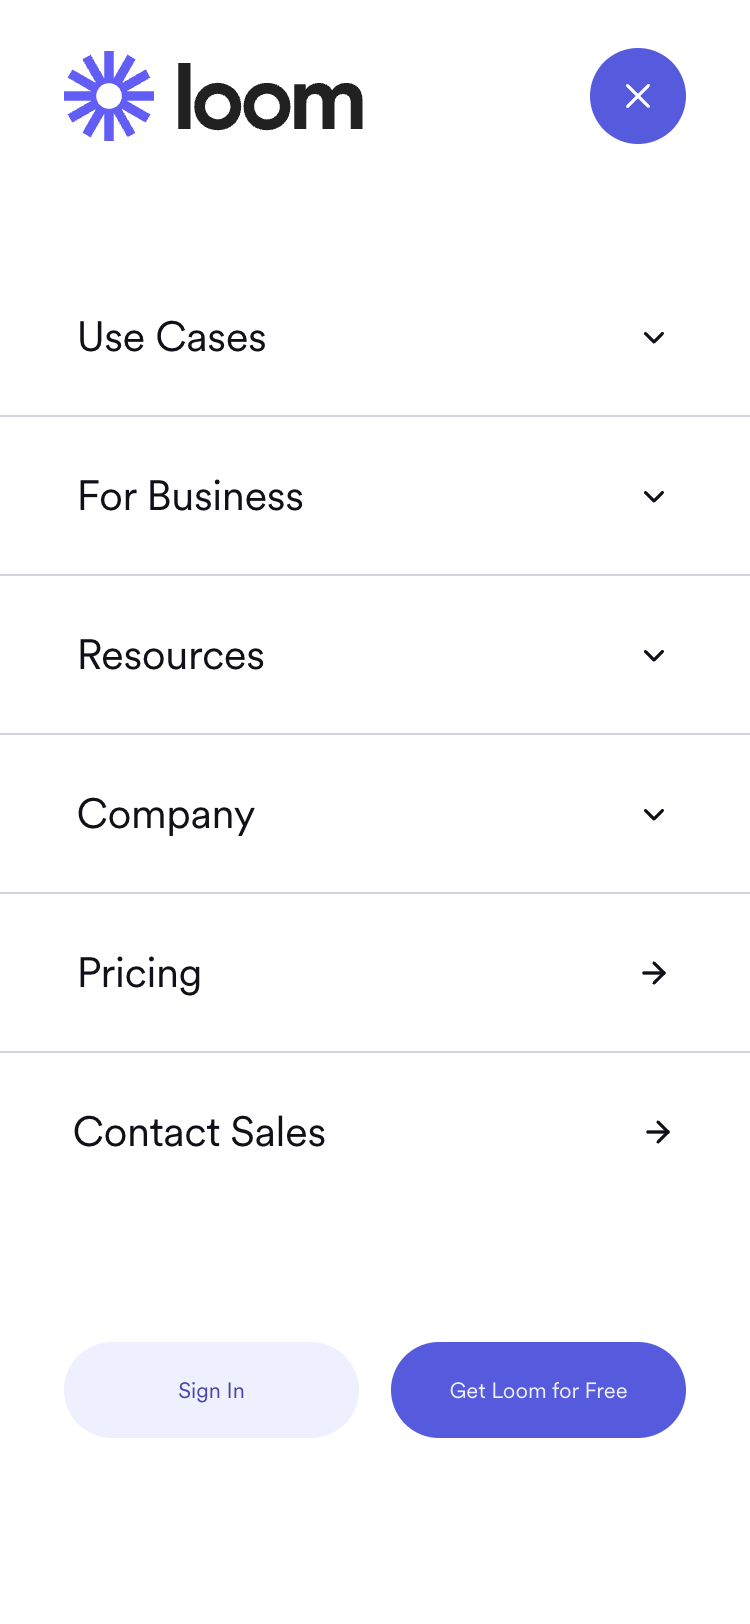 loom
Use Cases
For Business
Resources
Company
Pricing
Contact Sales
Sign In
Get Loom for Free